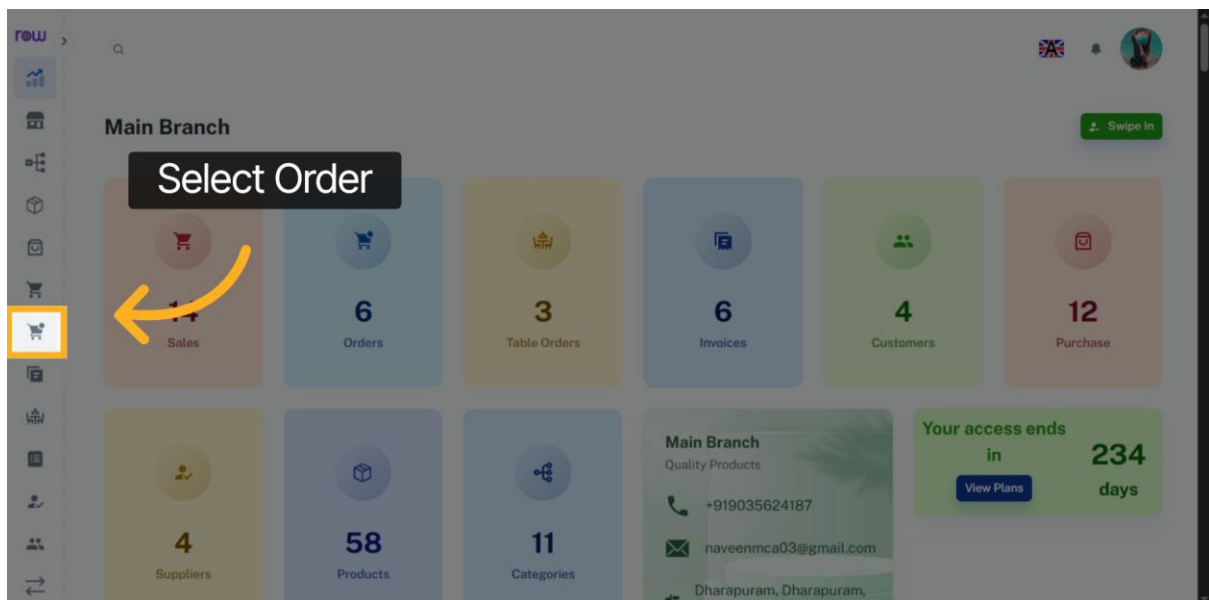 row
A
Main Branch
Swipe In
Select Order
14
Sales
6
Orders
3
Table Orders
6
Invoices
4
Customers
12
Purchase
4
Suppliers
58
Products
11
Categories
Main Branch
Quality Products
+919035624187
naveenmca03@gmail.com
Dharapuram, Dharapuram,
Your access ends
in
View Plans
234
days